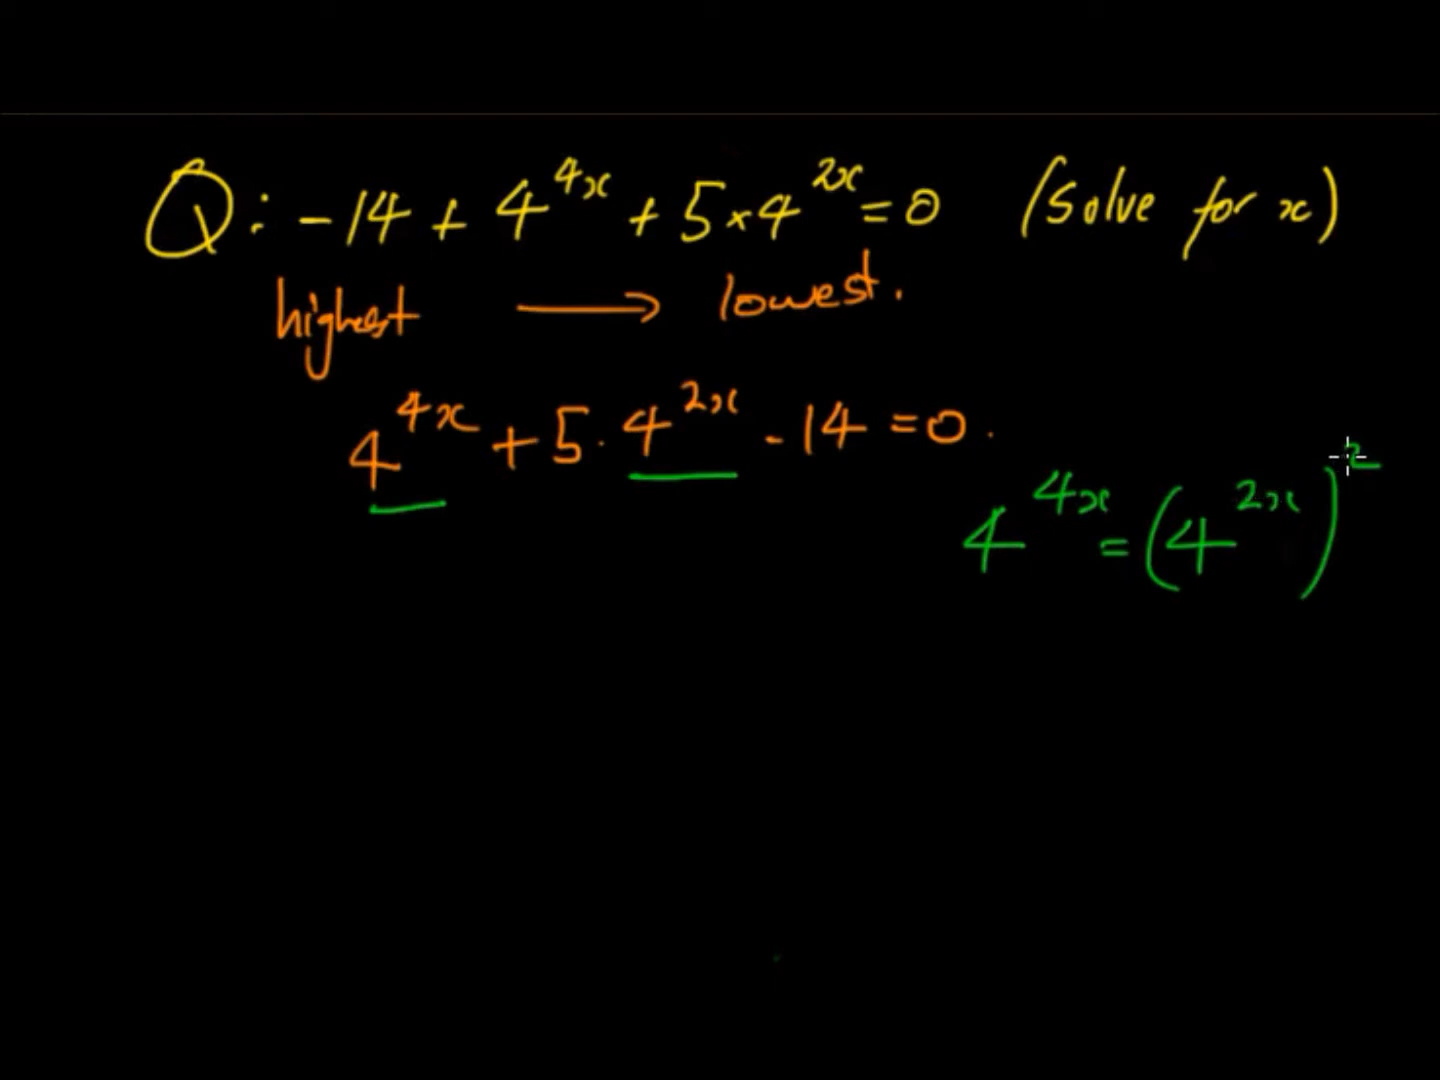 Q: -14 + 4^{4x} + 5×4^{2x} = 0 (Solve for x)
highest → lowest.
4^{4x} + 5·4^{2x} - 14 = 0.
4^{4x} = (4^{2x})^2